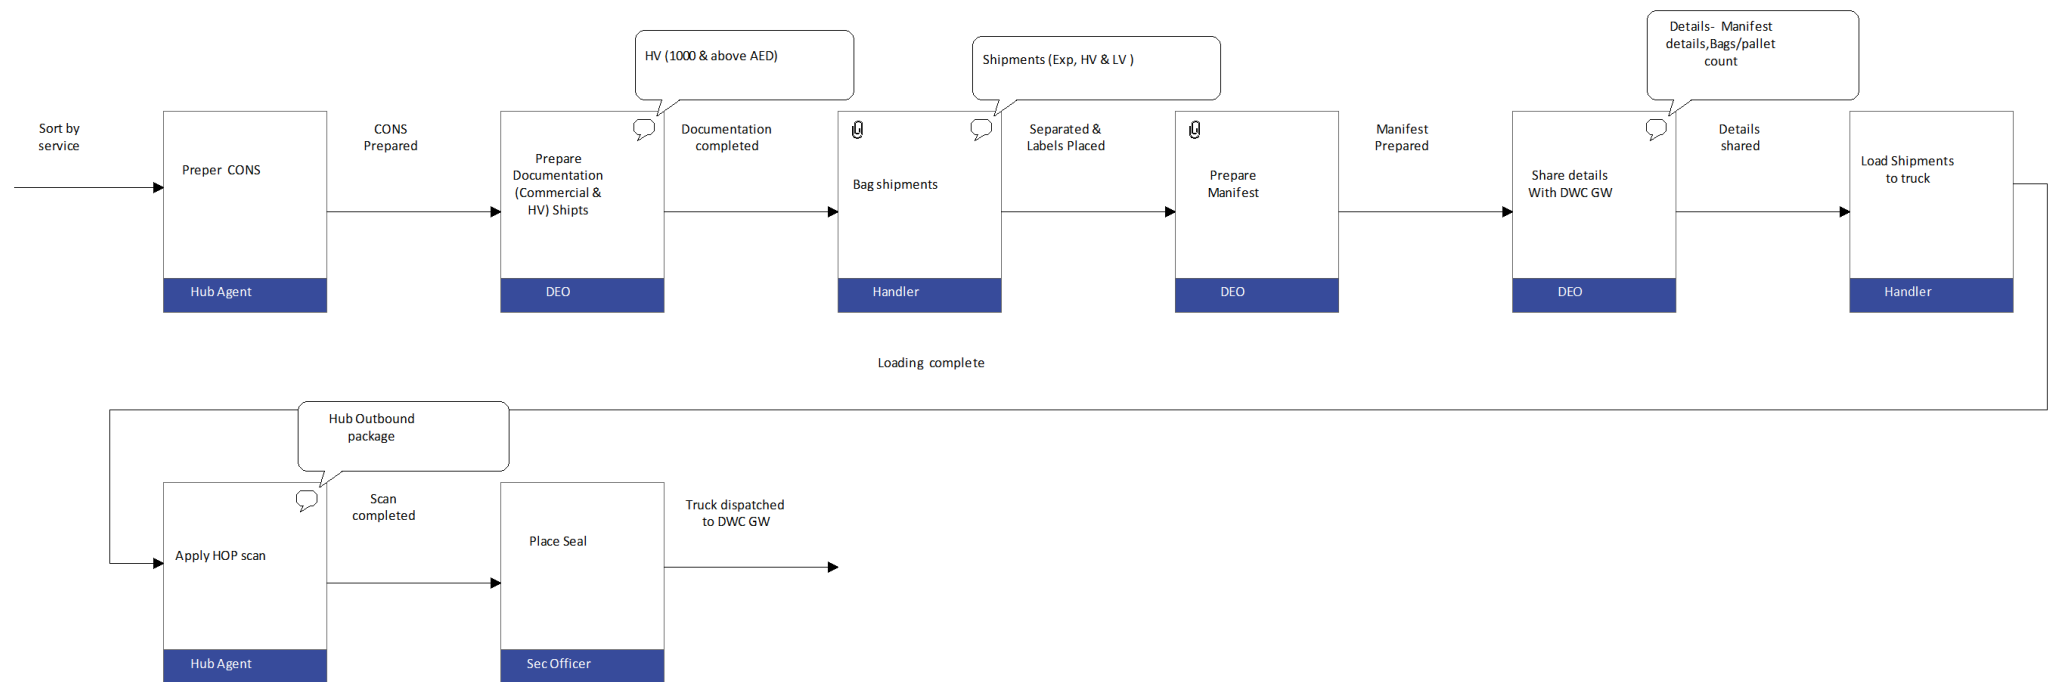 HV (1000 & above AED)
Shipments (Exp, HV & LV )
Details-  Manifest
details,Bags/pallet
count
Sort by
service
Preper  CONS
Hub Agent
CONS
Prepared
Prepare
Documentation
(Commercial &
HV) Shipts
DEO
Documentation
completed
Bag shipments
Handler
Separated &
Labels Placed
Prepare
Manifest
DEO
Manifest
Prepared
Share details
With DWC GW
DEO
Details
shared
Load Shipments
to truck
Handler
Loading  complete
Hub Outbound
package
Apply HOP scan
Hub Agent
Scan
completed
Place Seal
Sec Officer
Truck dispatched
to DWC GW